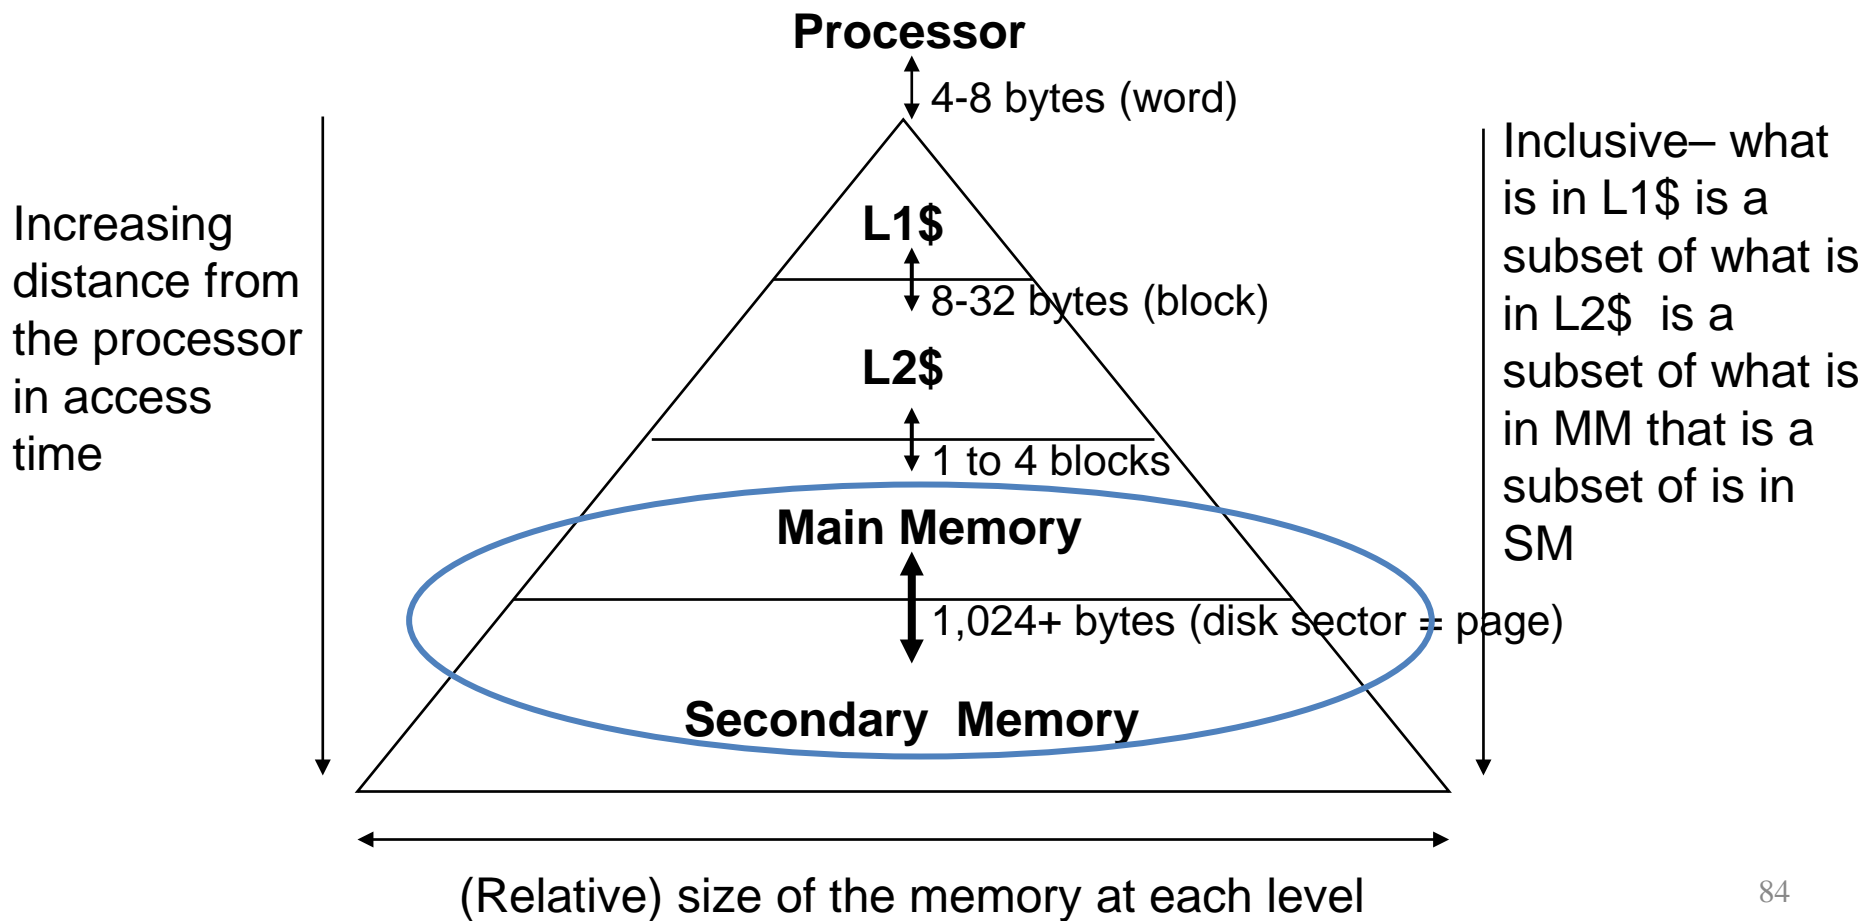 Processor
4-8 bytes (word)
Increasing
distance from
the processor
in access
time
L1$
8-32 bytes (block)
L2$
1 to 4 blocks
Main Memory
1,024+ bytes (disk sector = page)
Secondary  Memory
Inclusive– what
is in L1$ is a
subset of what is
in L2$  is a
subset of what is
in MM that is a
subset of is in
SM
(Relative) size of the memory at each level
84